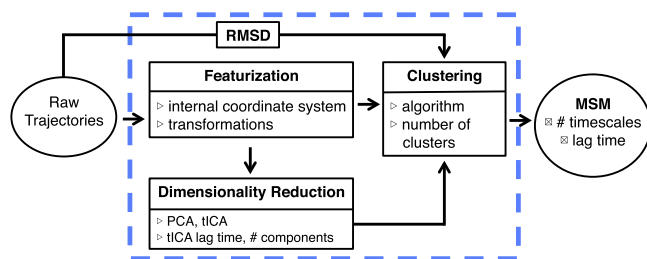 RMSD
Raw
Trajectories
Featurization
▷ internal coordinate system
▷ transformations
Dimensionality Reduction
▷ PCA, tICA
▷ tICA lag time, # components
Clustering
▷ algorithm
▷ number of
clusters
MSM
☒ # timescales
☒ lag time